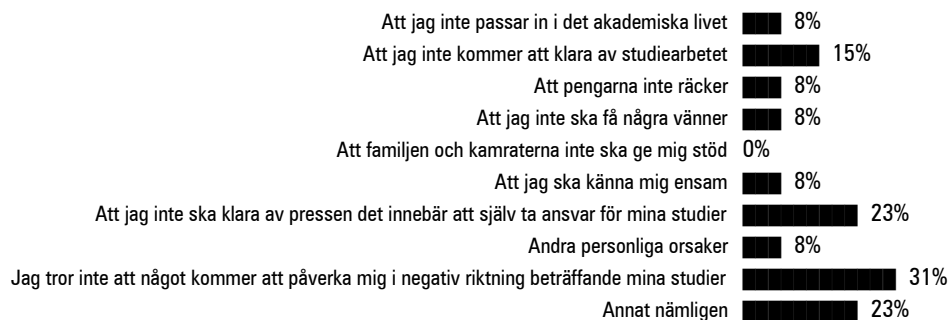 Att jag inte passar in i det akademiska livet 8%
Att jag inte kommer att klara av studiearbetet 15%
Att pengarna inte räcker 8%
Att jag inte ska få några vänner 8%
Att familjen och kamraterna inte ska ge mig stöd 0%
Att jag ska känna mig ensam 8%
Att jag inte ska klara av pressen det innebär att själv ta ansvar för mina studier 23%
Andra personliga orsaker 8%
Jag tror inte att något kommer att påverka mig i negativ riktning beträffande mina studier 31%
Annat nämligen 23%